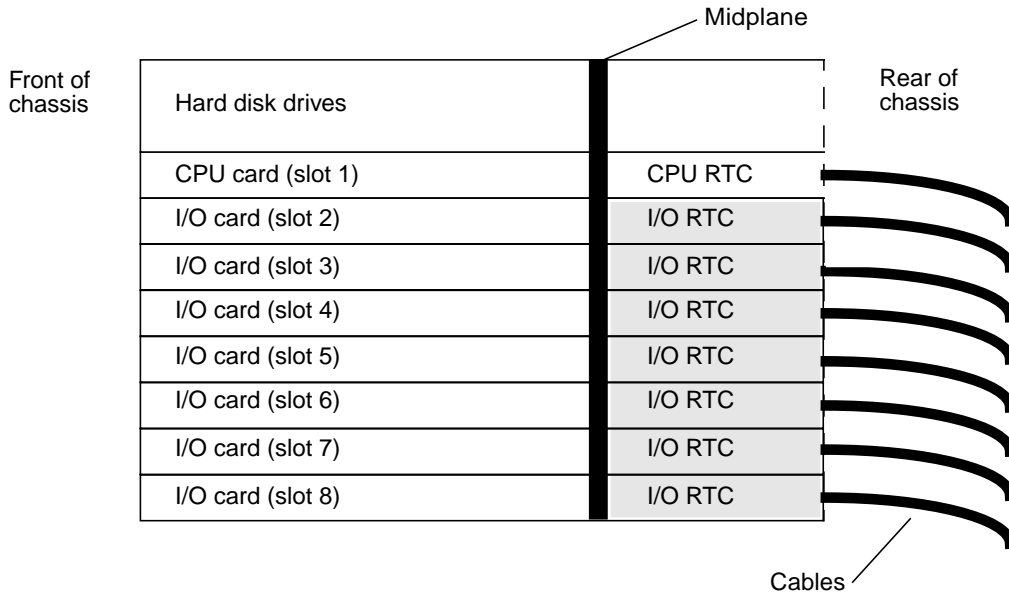 Midplane
Front of
chassis
Rear of
chassis
Hard disk drives
CPU card (slot 1) CPU RTC
I/O card (slot 2) I/O RTC
I/O card (slot 3) I/O RTC
I/O card (slot 4) I/O RTC
I/O card (slot 5) I/O RTC
I/O card (slot 6) I/O RTC
I/O card (slot 7) I/O RTC
I/O card (slot 8) I/O RTC
Cables